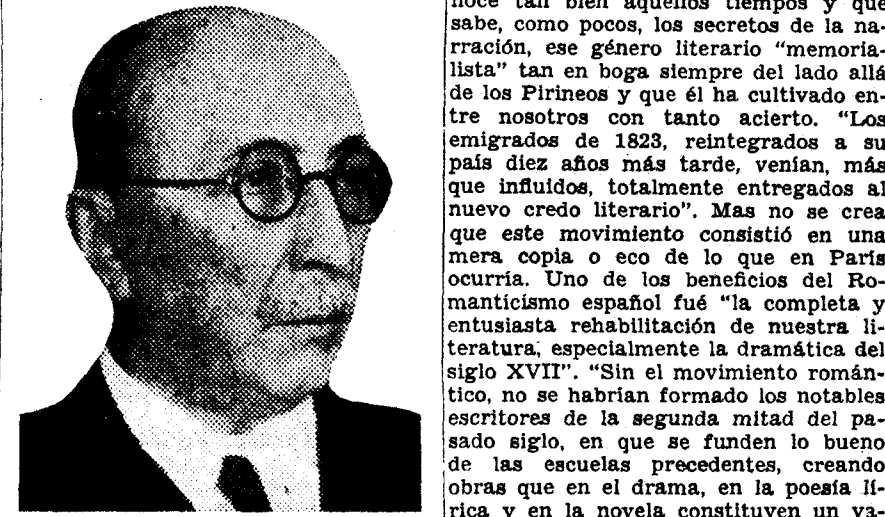 noce tan bien aquellos tiempos y que
sabe, como pocos, los secretos de la na-
rración, ese género literario “memoria-
lista” tan en boga siempre del lado allá
de los Pirineos y que él ha cultivado en-
tre nosotros con tanto acierto. “Los
emigrados de 1823, reintegrados a su
país diez años más tarde, venían, más
que influidos, totalmente entregados al
nuevo credo literario”. Mas no se crea
que este movimiento consistió en una
mera copia o eco de lo que en París
ocurría. Uno de los beneficios del Ro-
manticismo español fué “la completa y
entusiasta rehabilitación de nuestra li-
teratura, especialmente la dramática del
siglo XVII”. “Sin el movimiento román-
tico, no se habrían formado los notables
escritores de la segunda mitad del pa-
sado siglo, en que se funden lo bueno
de las escuelas precedentes, creando
obras que en el drama, en la poesía lí-
rica y en la novela constituyen un va-